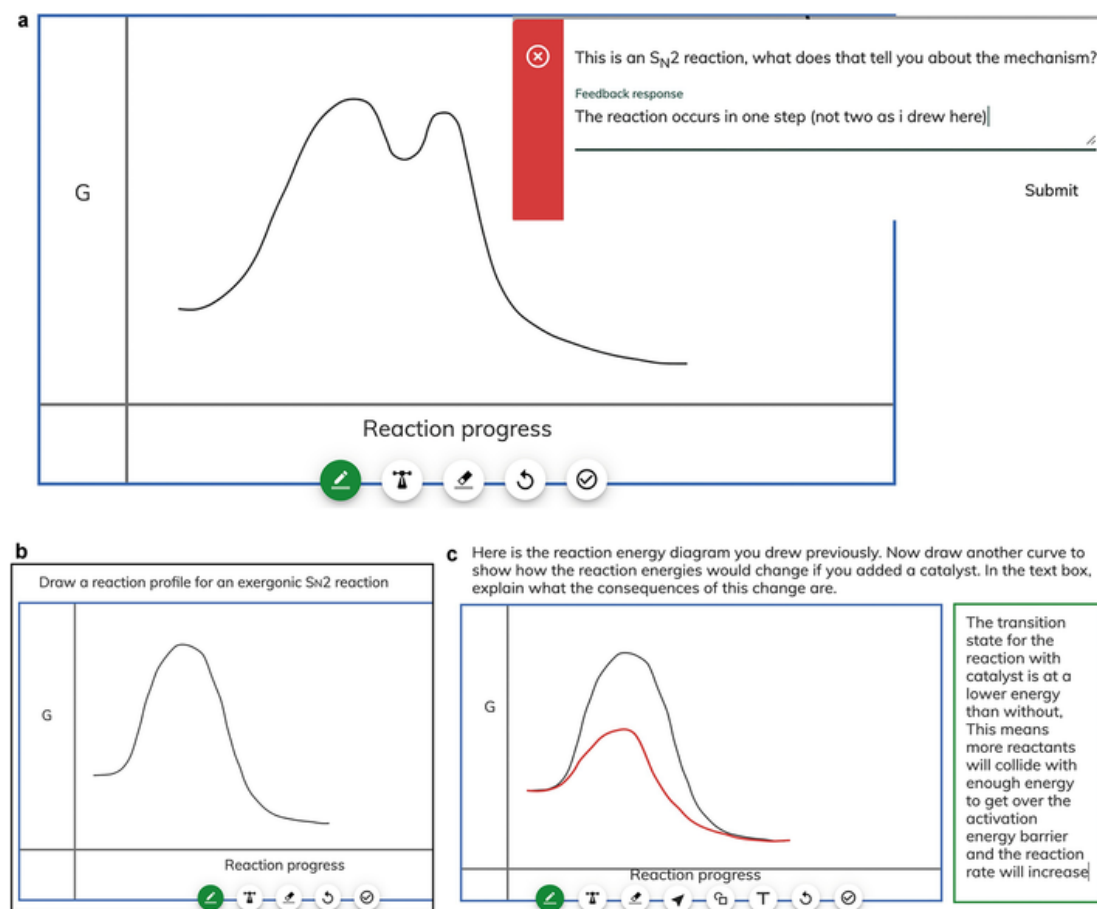 a
This is an SN2 reaction, what does that tell you about the mechanism?
Feedback response
The reaction occurs in one step (not two as i drew here)
Submit
G
Reaction progress
b
Draw a reaction profile for an exergonic SN2 reaction
G
Reaction progress
c
Here is the reaction energy diagram you drew previously. Now draw another curve to
show how the reaction energies would change if you added a catalyst. In the text box,
explain what the consequences of this change are.
G
Reaction progress
T
The transition
state for the
reaction with
catalyst is at a
lower energy
than without,
This means
more reactants
will collide with
enough energy
to get over the
activation
energy barrier
and the reaction
rate will increase